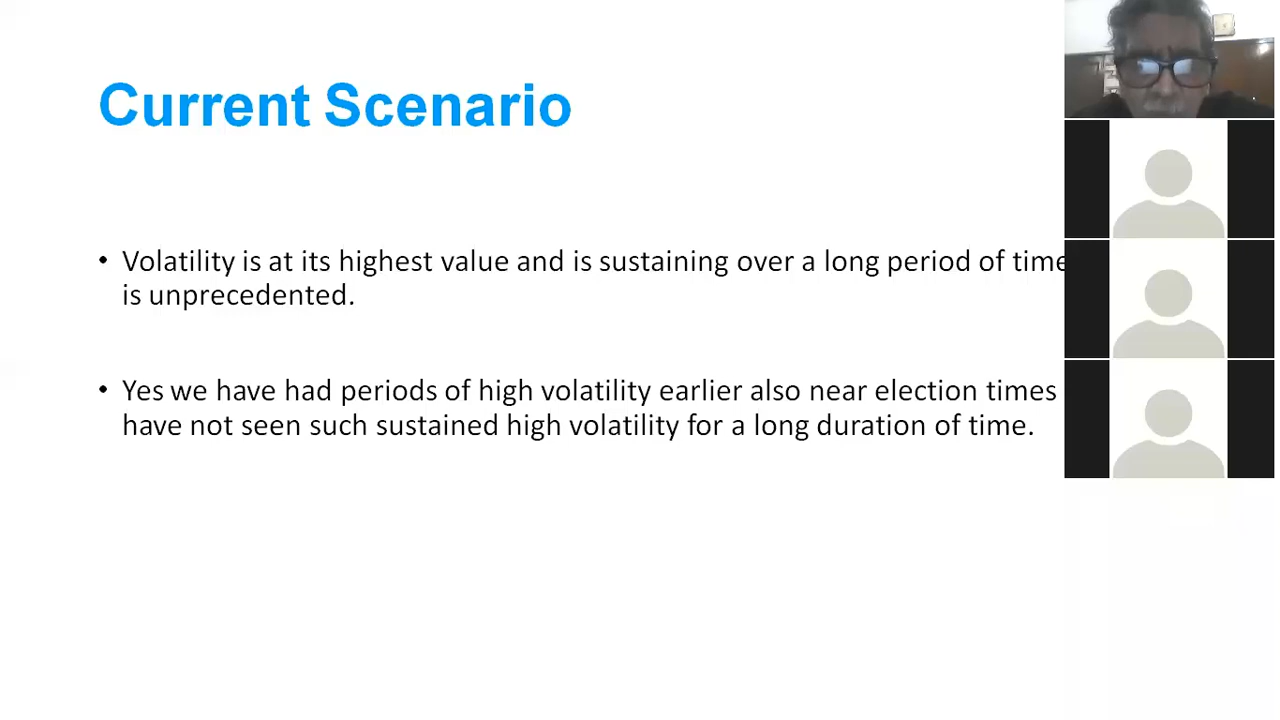 Current Scenario
• Volatility is at its highest value and is sustaining over a long period of time
is unprecedented.
• Yes we have had periods of high volatility earlier also near election times
have not seen such sustained high volatility for a long duration of time.